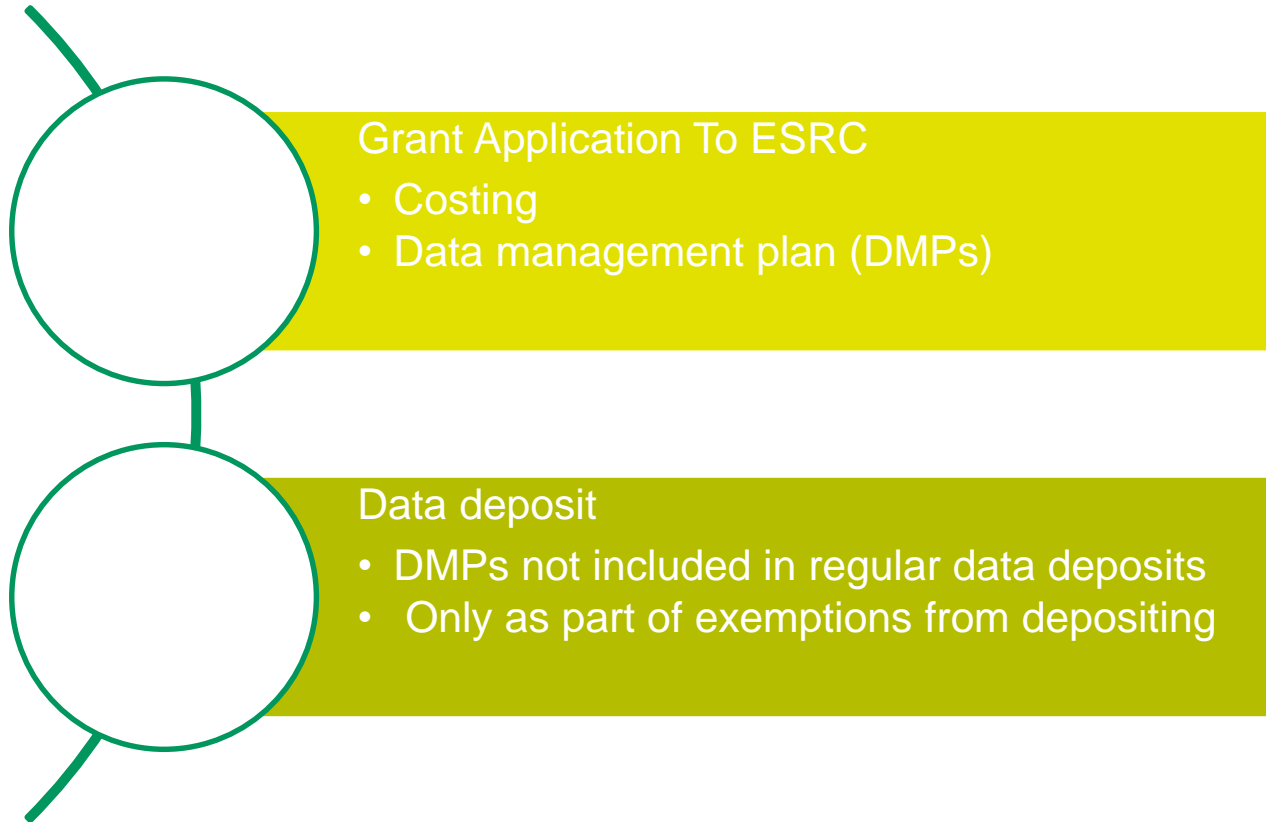 Grant Application To ESRC
• Costing
• Data management plan (DMPs)
Data deposit
• DMPs not included in regular data deposits
• Only as part of exemptions from depositing